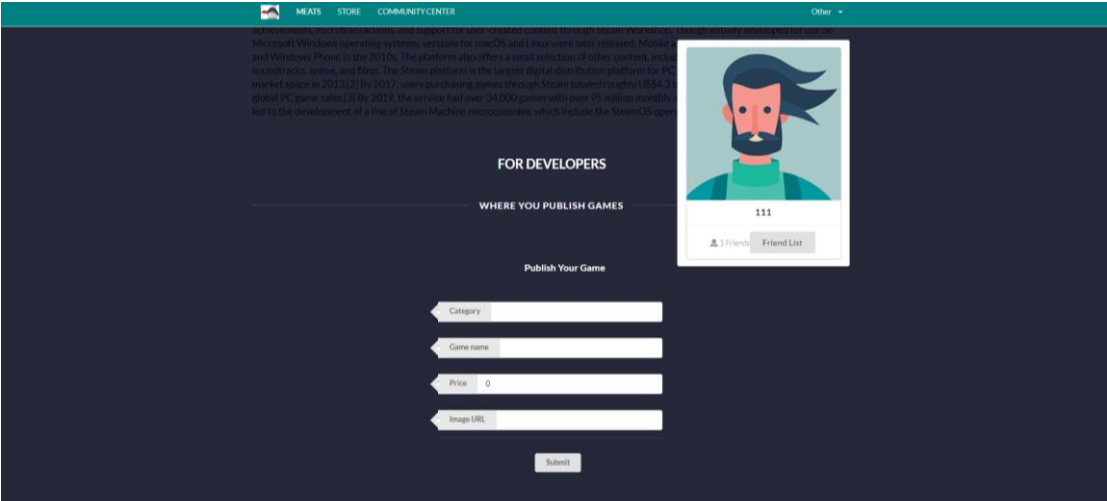 MEATS STORE COMMUNITY CENTER Other
achievements, microtransactions, and support for user-created content through Steam Workshop. Though initially developed for use on
Microsoft Windows operating systems, versions for macOS and Linux were later released. Mobile a
and Windows Phone in the 2010s. The platform also offers a small selection of other content, includ
soundtracks, anime, and films. The Steam platform is the largest digital distribution platform for PC
market space in 2013.[2] By 2017, users purchasing games through Steam totaled roughly US$4.3 b
global PC game sales.[3] By 2019, the service had over 34,000 games with over 95 million monthly a
led to the development of a line of Steam Machine microconsoles, which include the SteamOS oper
FOR DEVELOPERS
WHERE YOU PUBLISH GAMES
111
1 Friends Friend List
Publish Your Game
Category
Game name
Price 0
Image URL
Submit